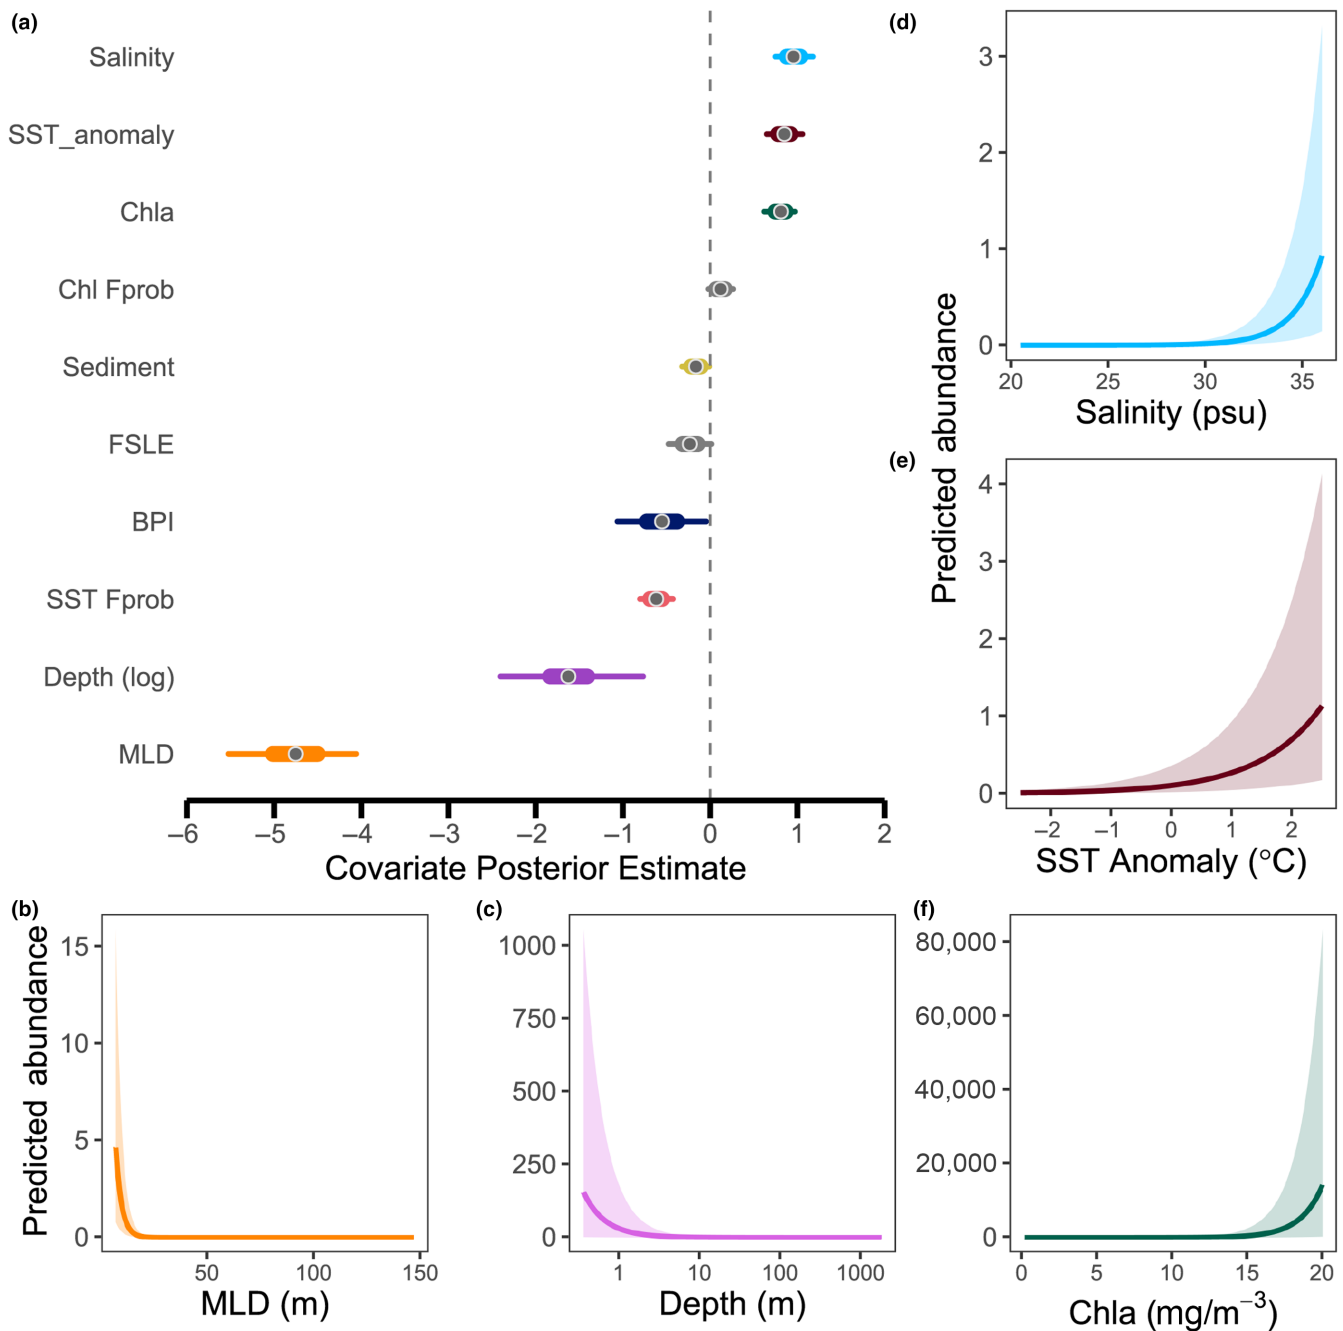 (a)
Salinity
SST_anomaly
Chla
Chl Fprob
Sediment
FSLE
BPI
SST Fprob
Depth (log)
MLD
–6 –5 –4 –3 –2 –1 0 1 2
Covariate Posterior Estimate
(d)
3
2
1
0
20 25 30 35
Salinity (psu)
Predicted abundance
(e)
4
3
2
1
0
–2 –1 0 1 2
SST Anomaly (°C)
(b)
Predicted abundance
15
10
5
0
50 100 150
MLD (m)
(c)
1000
750
500
250
0
1 10 100 1000
Depth (m)
(f)
80,000
60,000
40,000
20,000
0
0 5 10 15 20
Chla (mg/m⁻³)